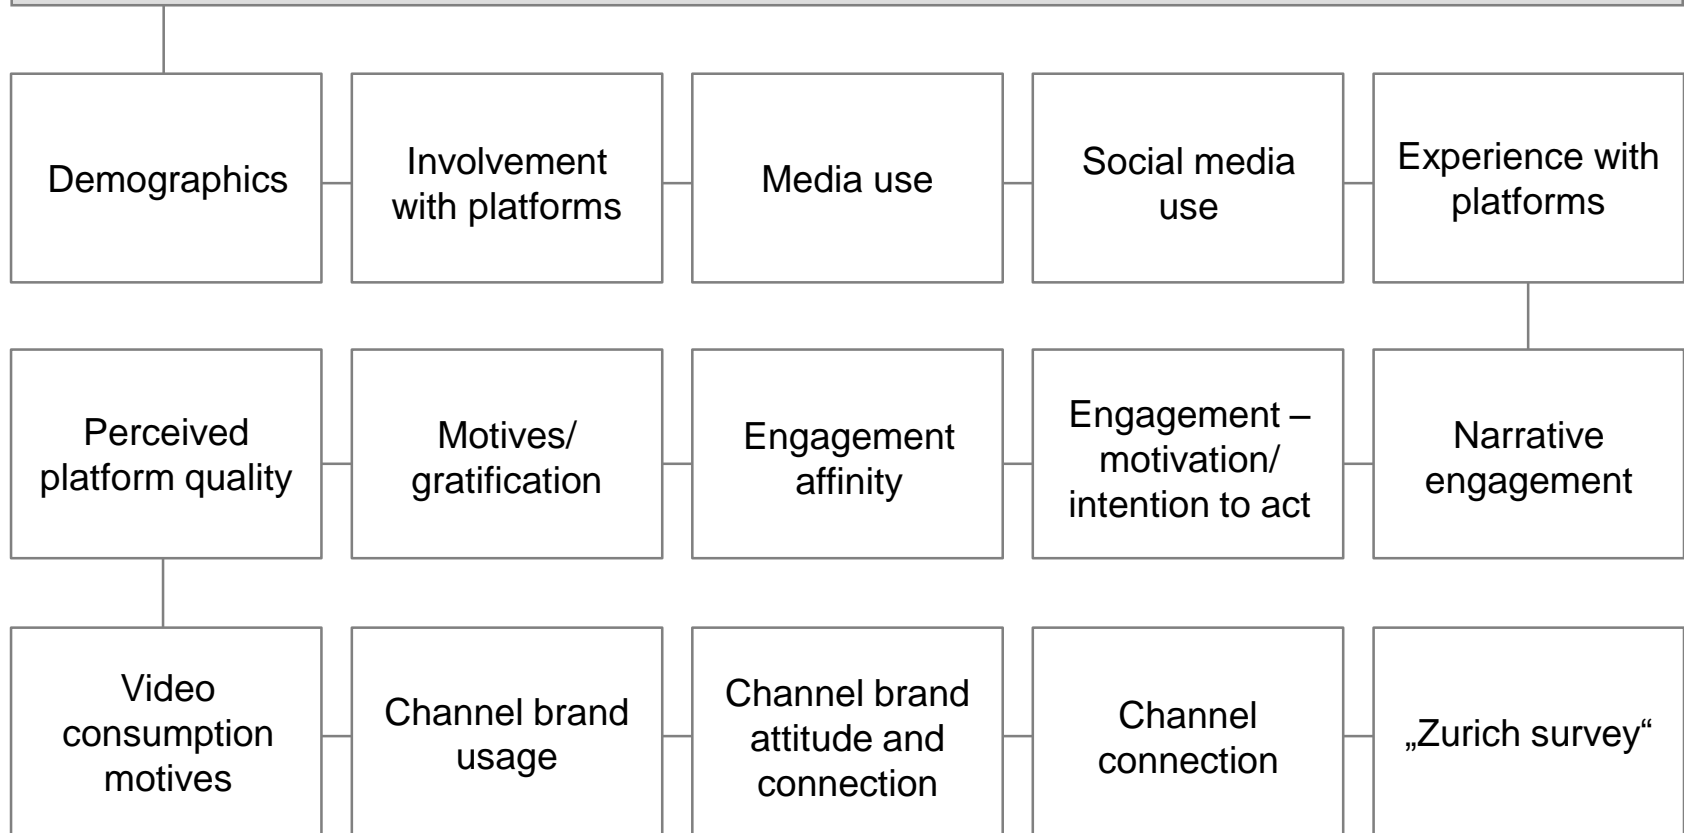 Demographics
Involvement
with platforms
Media use
Social media
use
Experience with
platforms
Perceived
platform quality
Motives/
gratification
Engagement
affinity
Engagement –
motivation/
intention to act
Narrative
engagement
Video
consumption
motives
Channel brand
usage
Channel brand
attitude and
connection
Channel
connection
„Zurich survey“